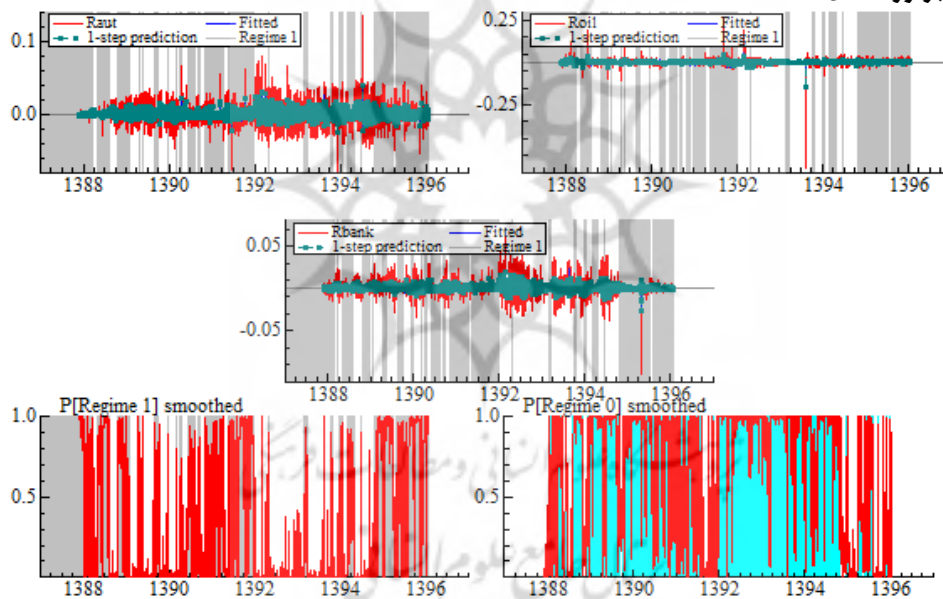 Raut
Fitted
1-step prediction
Regime 1
0.1
0.0
1388 1390 1392 1394 1396
Roil
Fitted
1-step prediction
Regime 1
0.25
-0.25
1388 1390 1392 1394 1396
Rbank
Fitted
1-step prediction
Regime 1
0.05
-0.05
1388 1390 1392 1394 1396
P[Regime 1] smoothed
1.0
0.5
1388 1390 1392 1394 1396
P[Regime 0] smoothed
1.0
0.5
1388 1390 1392 1394 1396